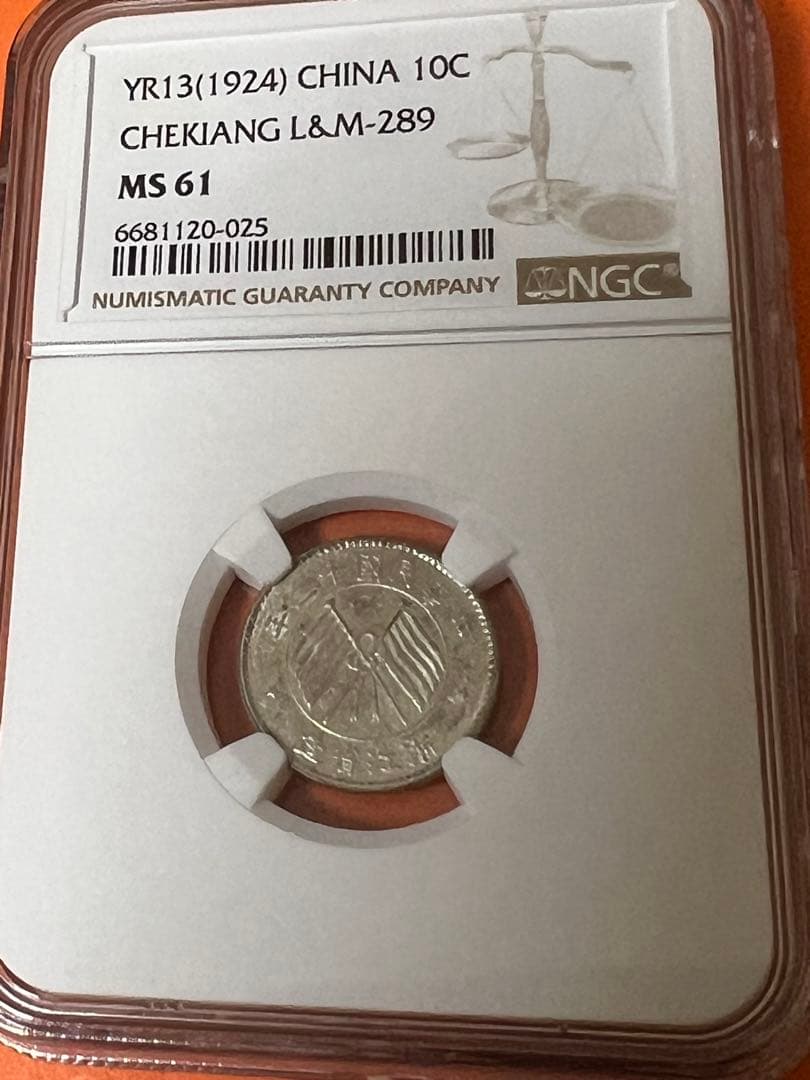 YR13(1924) CHINA 10C
CHEKIANG L&M-289
MS 61
6681120-025
NUMISMATIC GUARANTY COMPANY
NGC